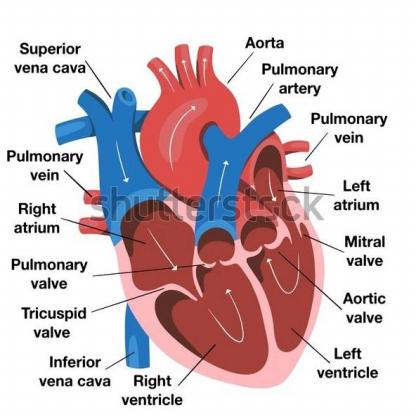 Superior
vena cava
Aorta
Pulmonary
artery
Pulmonary
vein
Pulmonary
vein
Left
atrium
Right
atrium
Mitral
valve
Pulmonary
valve
Aortic
valve
Tricuspid
valve
Left
ventricle
Inferior
vena cava
Right
ventricle
shutterstock